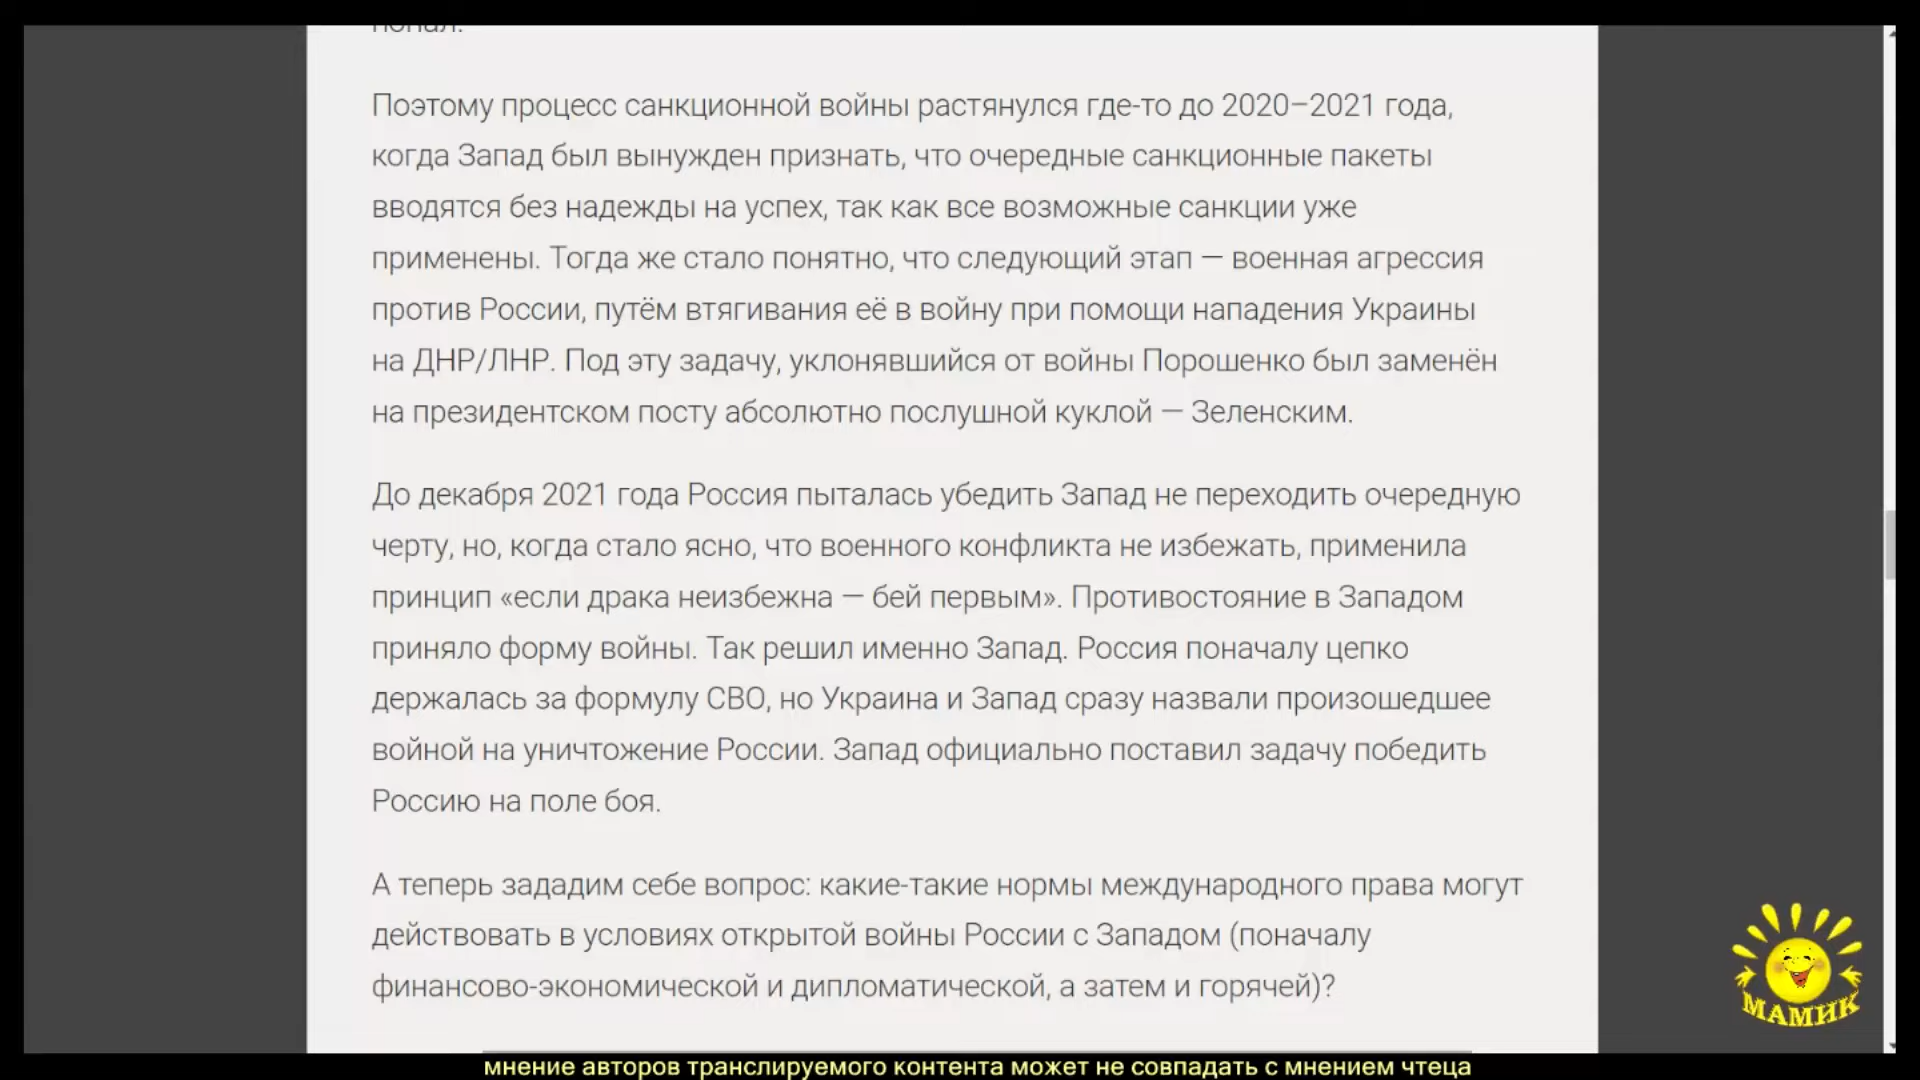 Поэтому процесс санкционной войны растянулся где-то до 2020–2021 года,
когда Запад был вынужден признать, что очередные санкционные пакеты
вводятся без надежды на успех, так как все возможные санкции уже
применены. Тогда же стало понятно, что следующий этап — военная агрессия
против России, путём втягивания её в войну при помощи нападения Украины
на ДНР/ЛНР. Под эту задачу, уклонявшийся от войны Порошенко был заменён
на президентском посту абсолютно послушной куклой — Зеленским.
До декабря 2021 года Россия пыталась убедить Запад не переходить очередную
черту, но, когда стало ясно, что военного конфликта не избежать, применила
принцип «если драка неизбежна — бей первым». Противостояние в Западом
приняло форму войны. Так решил именно Запад. Россия поначалу цепко
держалась за формулу СВО, но Украина и Запад сразу назвали произошедшее
войной на уничтожение России. Запад официально поставил задачу победить
Россию на поле боя.
А теперь зададим себе вопрос: какие-такие нормы международного права могут
действовать в условиях открытой войны России с Западом (поначалу
финансово-экономической и дипломатической, а затем и горячей)?
МАМИК
мнение авторов транслируемого контента может не совпадать с мнением чтеца